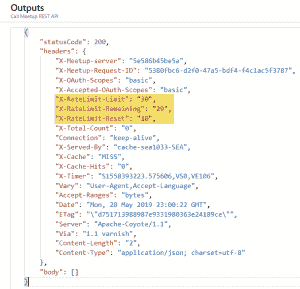 Outputs
Call Meetup REST API
{
"statusCode": 200,
"headers": {
"X-Meetup-server": "5e586b45be5a",
"X-Meetup-Request-ID": "5380fbc6-d2f0-47a5-bdf4-f4c1ac5f3787",
"X-OAuth-Scopes": "basic",
"X-Accepted-OAuth-Scopes": "basic",
"X-RateLimit-Limit": "30",
"X-RateLimit-Remaining": "29",
"X-RateLimit-Reset": "10",
"X-Total-Count": "0",
"Connection": "keep-alive",
"X-Served-By": "cache-sea1033-SEA",
"X-Cache": "MISS",
"X-Cache-Hits": "0",
"X-Timer": "S1558393223.575606,VS0,VE106",
"Vary": "User-Agent,Accept-Language",
"Accept-Ranges": "bytes",
"Date": "Mon, 20 May 2019 23:00:22 GMT",
"ETag": "\"d751713988987e9331980363e24189ce\"",
"Server": "Apache-Coyote/1.1",
"Via": "1.1 varnish",
"Content-Length": "2",
"Content-Type": "application/json; charset=utf-8"
},
"body": []
}